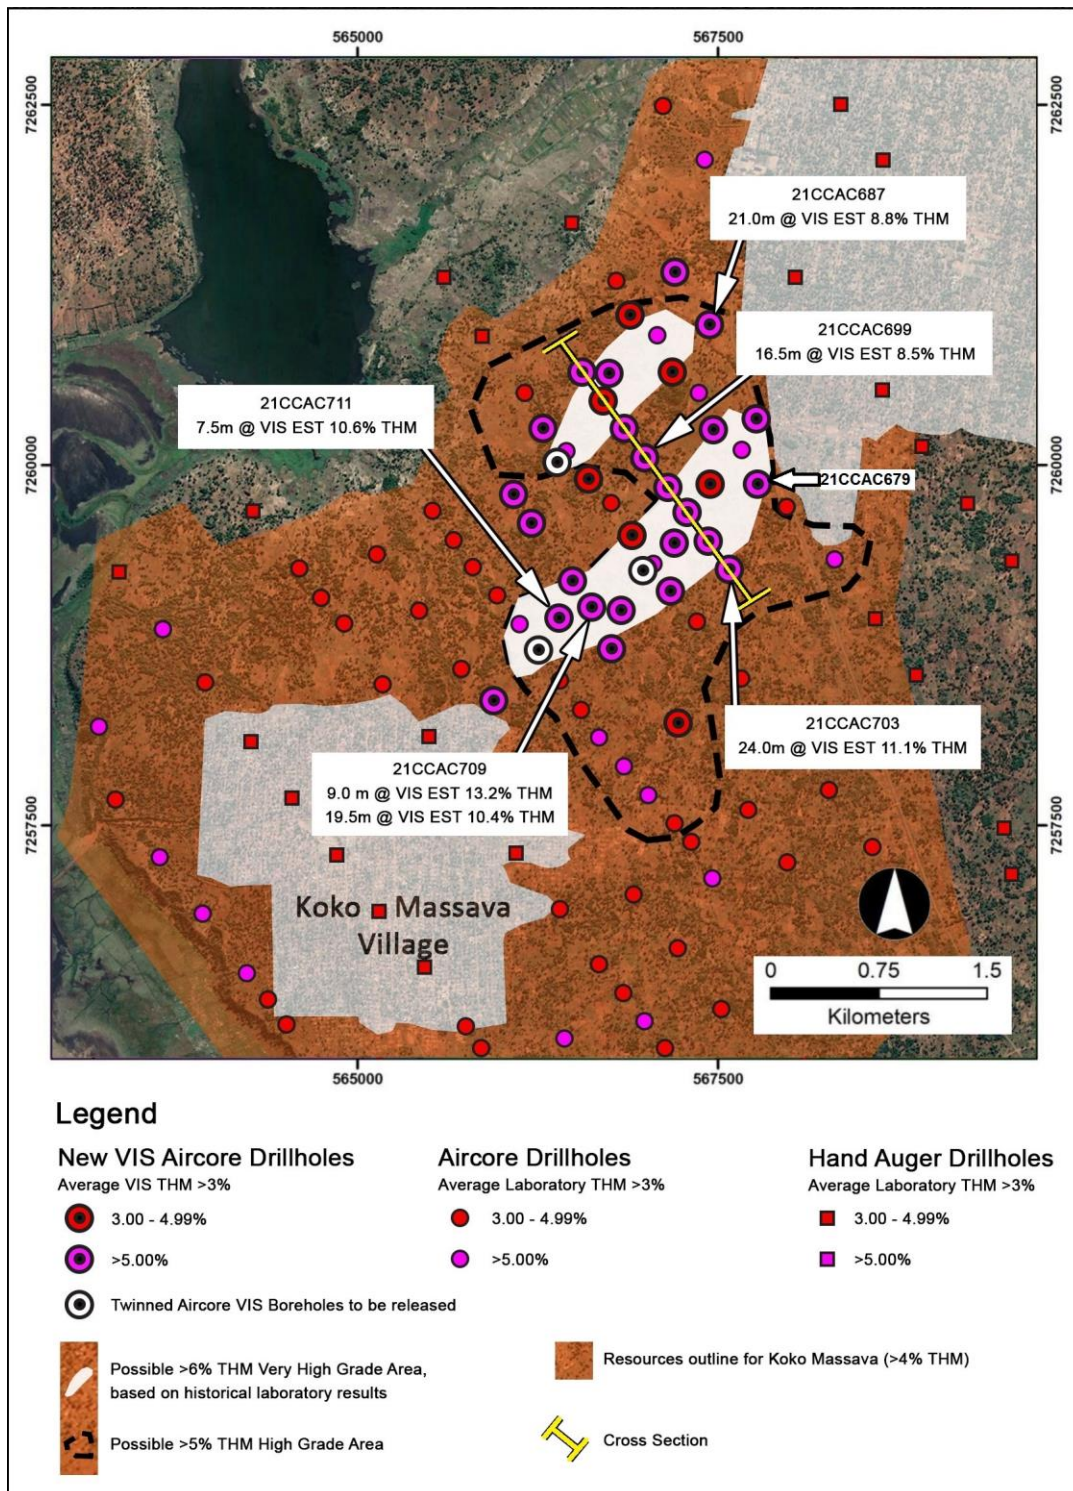 565000
567500
7262500
7262500
21CCAC687
21.0m @ VIS EST 8.8% THM
21CCAC699
16.5m @ VIS EST 8.5% THM
21CCAC711
7.5m @ VIS EST 10.6% THM
7260000
7260000
21CCAC679
21CCAC703
24.0m @ VIS EST 11.1% THM
21CCAC709
9.0 m @ VIS EST 13.2% THM
19.5m @ VIS EST 10.4% THM
7257500
7257500
Koko Massava
Village
0 0.75 1.5
Kilometers
565000
567500
Legend
New VIS Aircore Drillholes
Average VIS THM >3%
3.00 - 4.99%
>5.00%
Twinned Aircore VIS Boreholes to be released
Aircore Drillholes
Average Laboratory THM >3%
3.00 - 4.99%
>5.00%
Hand Auger Drillholes
Average Laboratory THM >3%
3.00 - 4.99%
>5.00%
Possible >6% THM Very High Grade Area,
based on historical laboratory results
Possible >5% THM High Grade Area
Resources outline for Koko Massava (>4% THM)
Cross Section